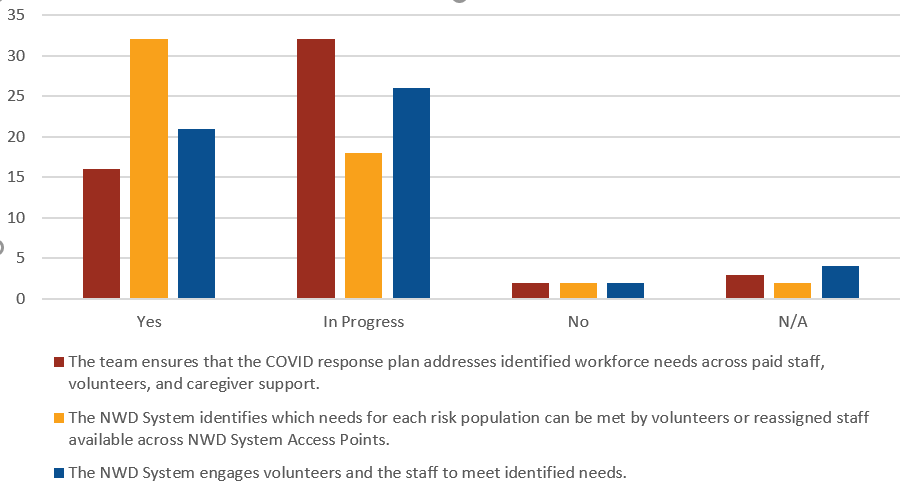 35
30
25
20
15
10
5
0
Yes In Progress No N/A
The team ensures that the COVID response plan addresses identified workforce needs across paid staff,
volunteers, and caregiver support.
The NWD System identifies which needs for each risk population can be met by volunteers or reassigned staff
available across NWD System Access Points.
The NWD System engages volunteers and the staff to meet identified needs.